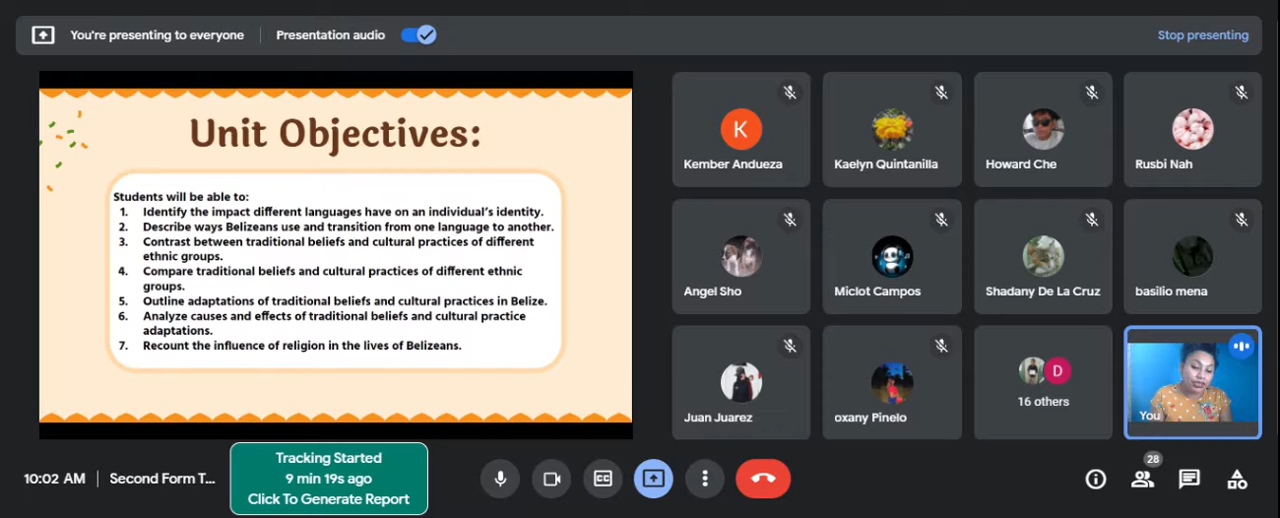 You're presenting to everyone
Presentation audio
Stop presenting
Unit Objectives:
Students will be able to:
1. Identify the impact different languages have on an individual's identity.
2. Describe ways Belizeans use and transition from one language to another.
3. Contrast between traditional beliefs and cultural practices of different
ethnic groups.
4. Compare traditional beliefs and cultural practices of different ethnic
groups.
5. Outline adaptations of traditional beliefs and cultural practices in Belize.
6. Analyze causes and effects of traditional beliefs and cultural practice
adaptations.
7. Recount the influence of religion in the lives of Belizeans.
K
Kember Andueza
Kaelyn Quintanilla
Howard Che
Rusbi Nah
Angel Sho
Miclot Campos
Shadany De La Cruz
basilio mena
Juan Juarez
oxany Pinelo
D
16 others
You
10:02 AM
Second Form T...
Tracking Started
9 min 19s ago
Click To Generate Report
CC
28